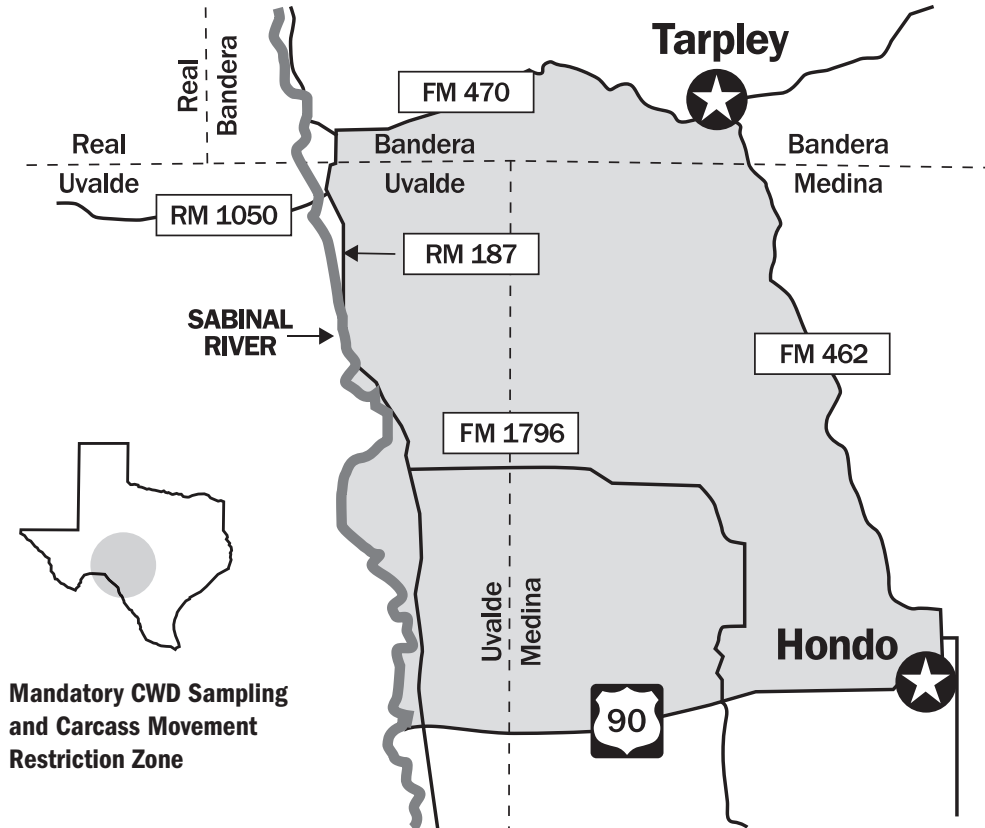 Tarpley
Real
Bandera
FM 470
Real
Bandera
Bandera
Uvalde
Uvalde
Medina
RM 1050
RM 187
SABINAL
RIVER
FM 462
FM 1796
Uvalde
Medina
Hondo
90
Mandatory CWD Sampling
and Carcass Movement
Restriction Zone